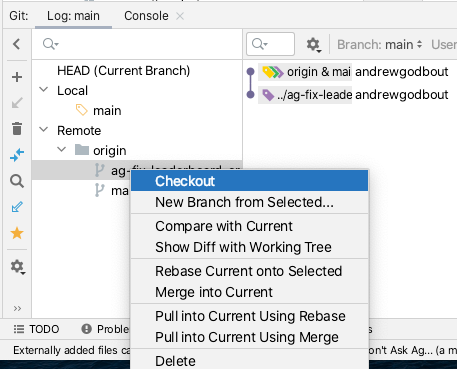 Git: Log: main Console
Branch: main User
HEAD (Current Branch)
Local
main
Remote
origin
origin & mai andrewgodbout
../ag-fix-leade andrewgodbout
ag-fix-leaderboard
ma
Checkout
New Branch from Selected...
Compare with Current
Show Diff with Working Tree
Rebase Current onto Selected
Merge into Current
Pull into Current Using Rebase
Pull into Current Using Merge
Delete
TODO Proble s
Externally added files ca on't Ask Ag... (a m